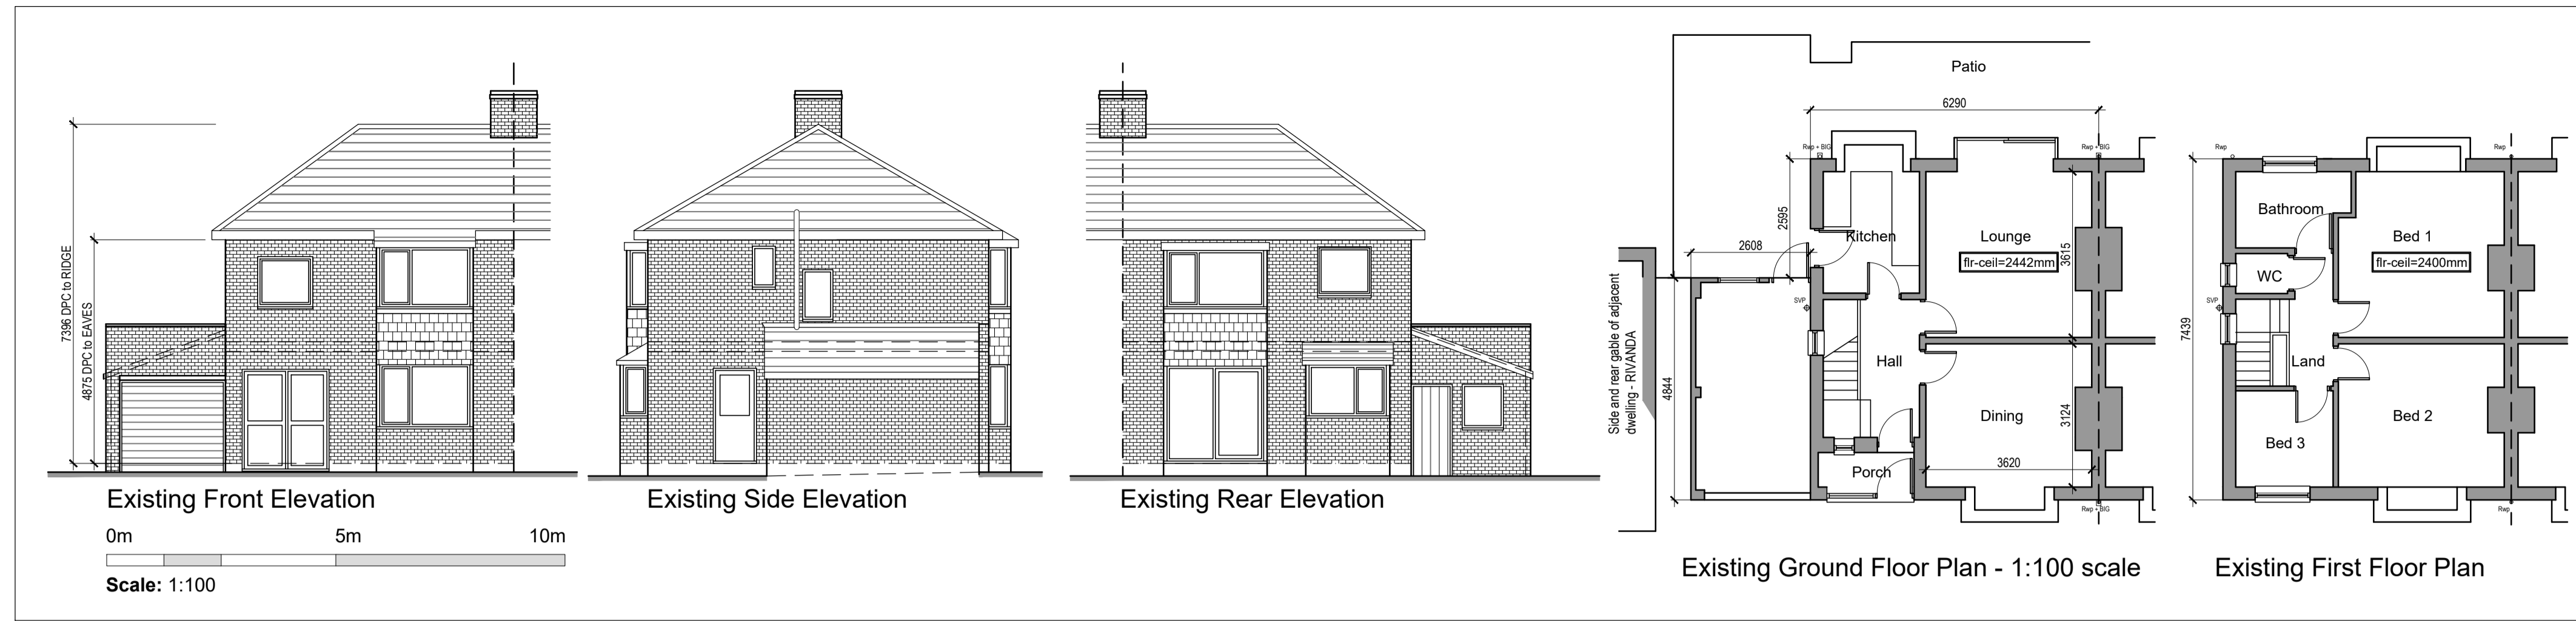 7396 DPC to RIDGE
4875 DPC to EAVES
Existing Front Elevation
0m 5m 10m
Scale: 1:100
Existing Side Elevation
Existing Rear Elevation
Patio
6290
Rwp + BIG
Rwp + BIG
2595
2608
Kitchen
Lounge
flr-ceil=2442mm
3615
SVP
Side and rear gable of adjacent
dwelling - RIVANDA
4844
Hall
Dining
3124
3620
Porch
Rwp + BIG
Existing Ground Floor Plan - 1:100 scale
Rwp
Rwp
Bathroom
Bed 1
flr-ceil=2400mm
WC
SVP
7439
Land
Bed 2
Bed 3
Rwp
Existing First Floor Plan